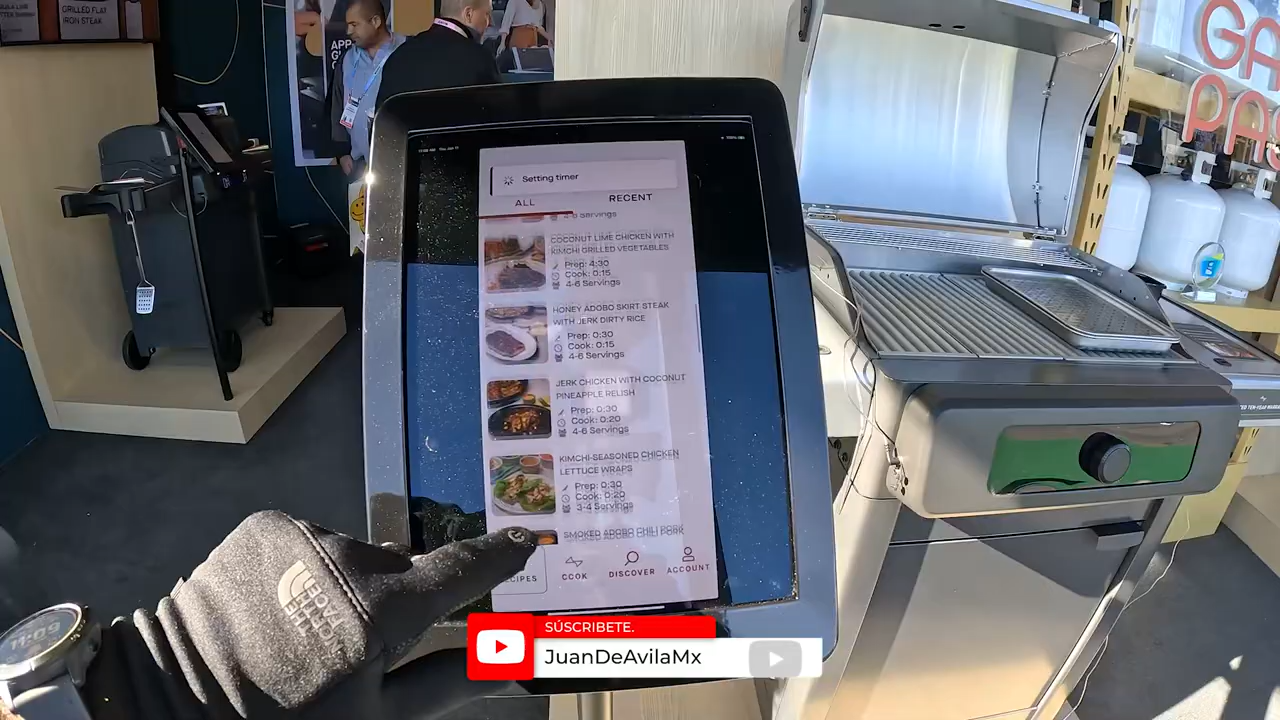 GRILLED FLAT
IRON STEAK
Setting timer
ALL
RECENT
4-6 Servings
COCONUT LIME CHICKEN WITH
KIMCHI GRILLED VEGETABLES
Prep: 4:30
Cook: 0:15
4-6 Servings
HONEY ADOBO SKIRT STEAK
WITH JERK DIRTY RICE
Prep: 0:30
Cook: 0:15
4-6 Servings
JERK CHICKEN WITH COCONUT
PINEAPPLE RELISH
Prep: 0:30
Cook: 0:20
4-6 Servings
KIMCHI-SEASONED CHICKEN
LETTUCE WRAPS
Prep: 0:30
Cook: 0:20
3-4 Servings
SMOKED ADOBO CHILI PORK
COOK
DISCOVER
ACCOUNT
THE
NORTH
FACE
11:09
SÚSCRIBETE.
JuanDeAvilaMx